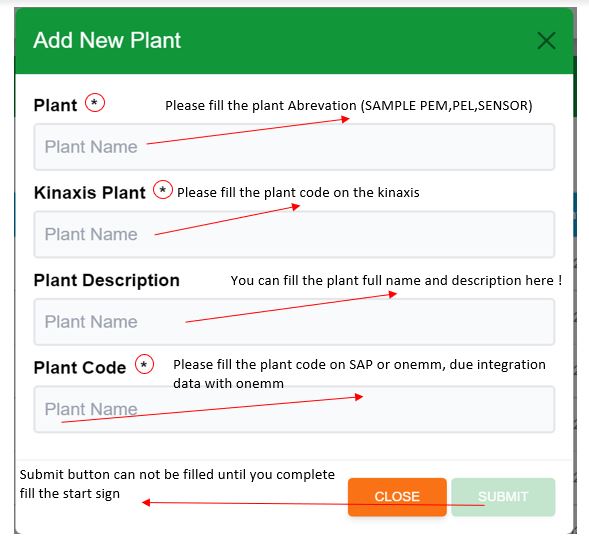 Add New Plant
Plant * Please fill the plant Abrevation (SAMPLE PEM,PEL,SENSOR)
Plant Name
Kinaxis Plant * Please fill the plant code on the kinaxis
Plant Name
Plant Description You can fill the plant full name and description here !
Plant Name
Plant Code * Please fill the plant code on SAP or onemm, due integration
data with onemm
Plant Name
Submit button can not be filled until you complete
fill the start sign
CLOSE SUBMIT